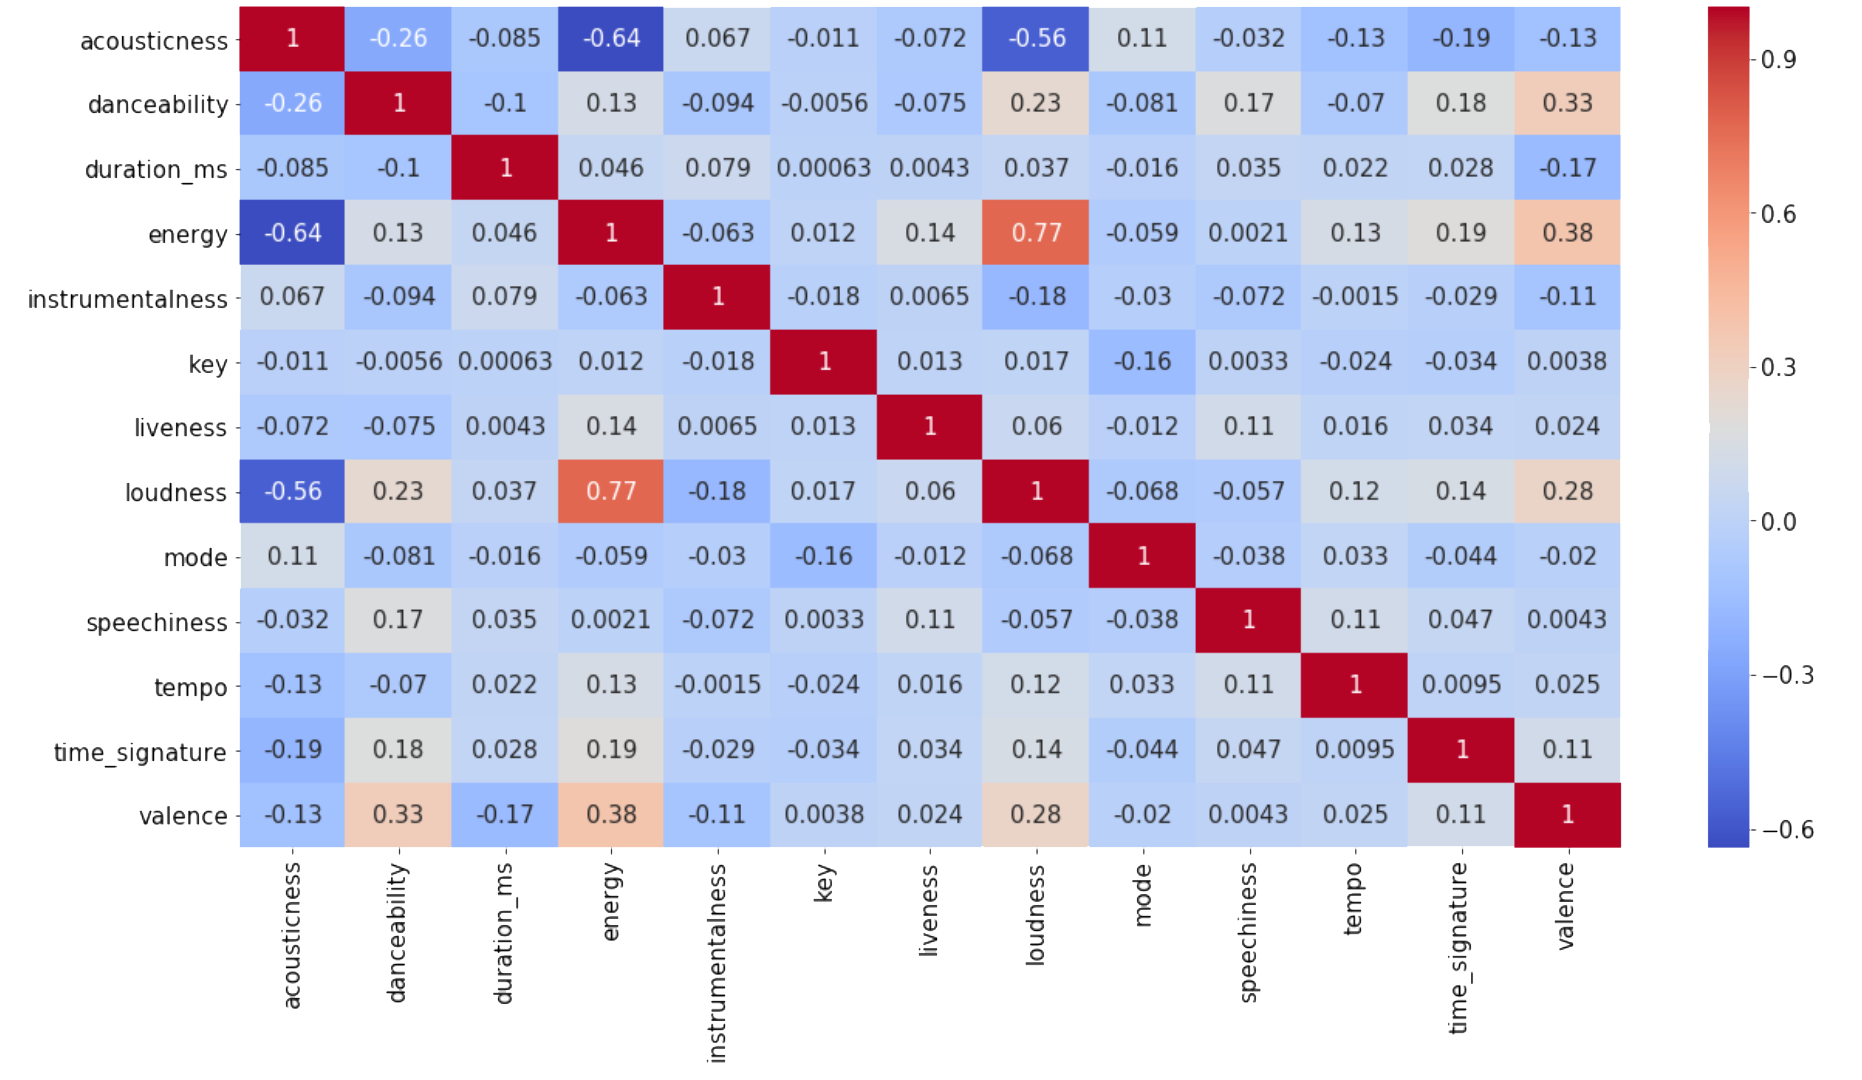 acousticness 1 -0.26 -0.085 -0.64 0.067 -0.011 -0.072 -0.56 0.11 -0.032 -0.13 -0.19 -0.13
danceability -0.26 1 -0.1 0.13 -0.094 -0.0056 -0.075 0.23 -0.081 0.17 -0.07 0.18 0.33
duration_ms -0.085 -0.1 1 0.046 0.079 0.00063 0.0043 0.037 -0.016 0.035 0.022 0.028 -0.17
energy -0.64 0.13 0.046 1 -0.063 0.012 0.14 0.77 -0.059 0.0021 0.13 0.19 0.38
instrumentalness 0.067 -0.094 0.079 -0.063 1 -0.018 0.0065 -0.18 -0.03 -0.072 -0.0015 -0.029 -0.11
key -0.011 -0.0056 0.00063 0.012 -0.018 1 0.013 0.017 -0.16 0.0033 -0.024 -0.034 0.0038
liveness -0.072 -0.075 0.0043 0.14 0.0065 0.013 1 0.06 -0.012 0.11 0.016 0.034 0.024
loudness -0.56 0.23 0.037 0.77 -0.18 0.017 0.06 1 -0.068 -0.057 0.12 0.14 0.28
mode 0.11 -0.081 -0.016 -0.059 -0.03 -0.16 -0.012 -0.068 1 -0.038 0.033 -0.044 -0.02
speechiness -0.032 0.17 0.035 0.0021 -0.072 0.0033 0.11 -0.057 -0.038 1 0.11 0.047 0.0043
tempo -0.13 -0.07 0.022 0.13 -0.0015 -0.024 0.016 0.12 0.033 0.11 1 0.0095 0.025
time_signature -0.19 0.18 0.028 0.19 -0.029 -0.034 0.034 0.14 -0.044 0.047 0.0095 1 0.11
valence -0.13 0.33 -0.17 0.38 -0.11 0.0038 0.024 0.28 -0.02 0.0043 0.025 0.11 1
acousticness danceability duration_ms energy instrumentalness key liveness loudness mode speechiness tempo time_signature valence
0.9
0.6
0.3
0.0
−0.3
−0.6